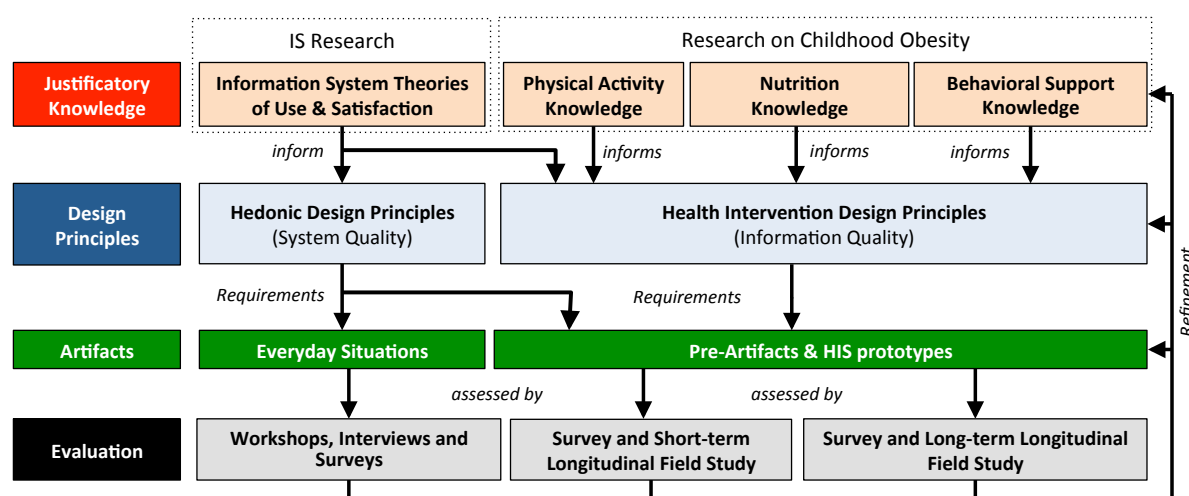 IS Research
Research on Childhood Obesity
Justificatory
Knowledge
Information System Theories
of Use & Satisfaction
Physical Activity
Knowledge
Nutrition
Knowledge
Behavioral Support
Knowledge
inform
informs
informs
informs
Design
Principles
Hedonic Design Principles
(System Quality)
Health Intervention Design Principles
(Information Quality)
Requirements
Requirements
Refinement
Artifacts
Everyday Situations
Pre-Artifacts & HIS prototypes
assessed by
assessed by
Evaluation
Workshops, Interviews and
Surveys
Survey and Short-term
Longitudinal Field Study
Survey and Long-term Longitudinal
Field Study